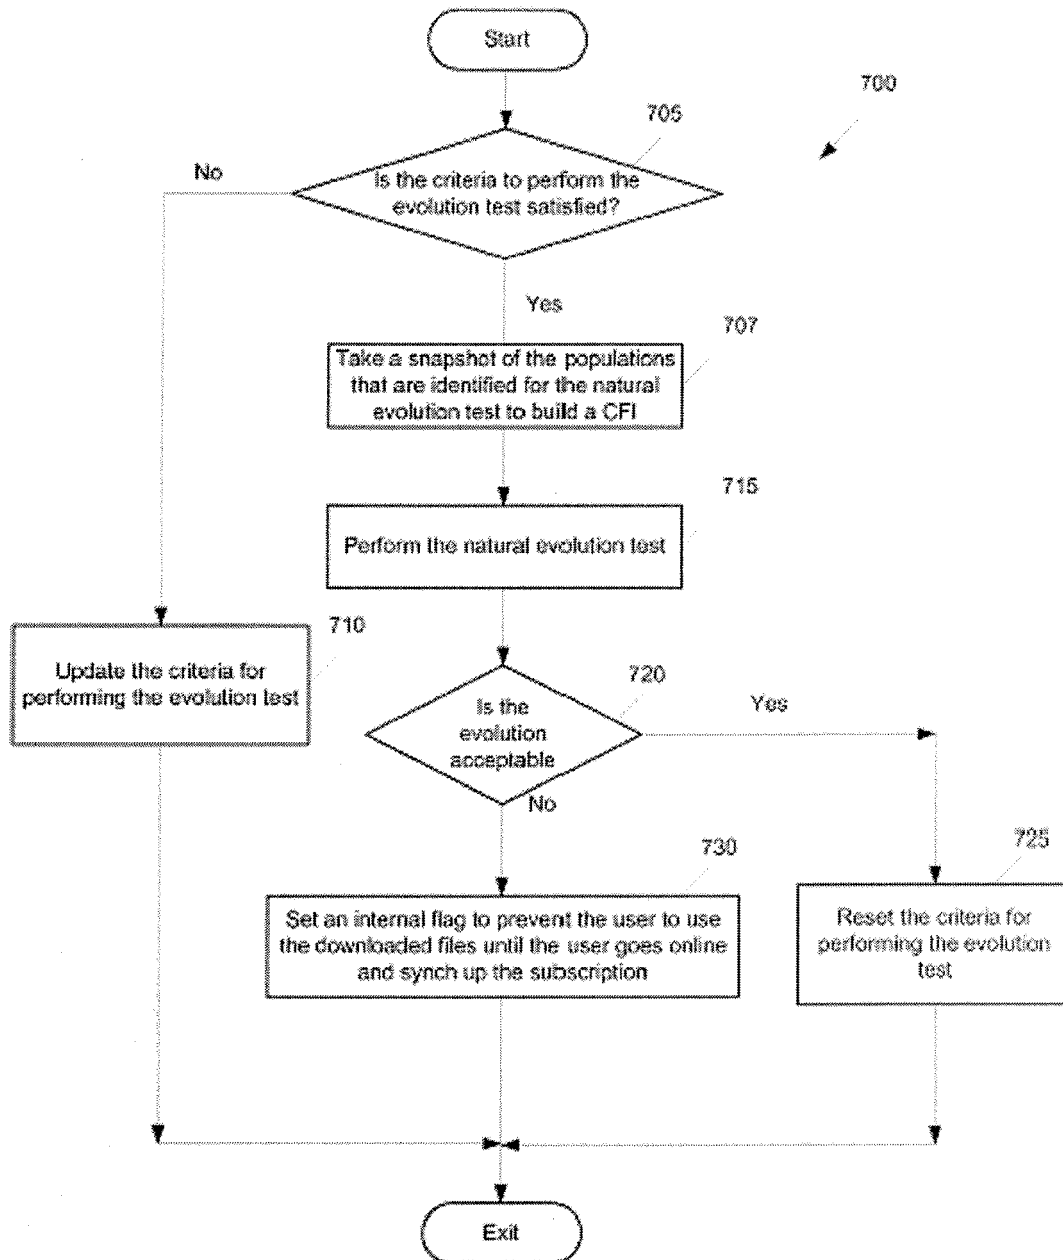 Start
700
705
No
Is the criteria to perform the
evolution test satisfied?
Yes
707
Take a snapshot of the populations
that are identified for the natural
evolution test to build a CFI
715
Perform the natural evolution test
710
Update the criteria for
performing the evolution test
720
Is the
evolution
acceptable
Yes
No
730
725
Set an internal flag to prevent the user to use
the downloaded files until the user goes online
and synch up the subscription
Reset the criteria for
performing the evolution
test
Exit